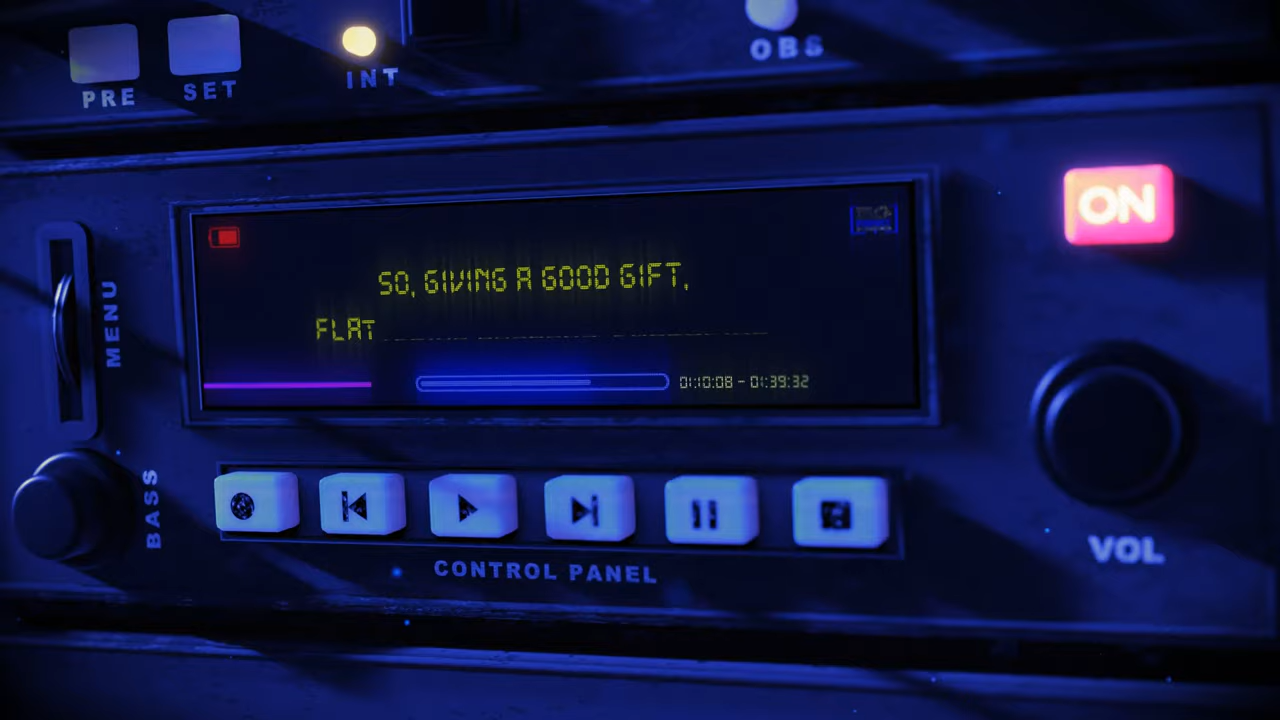 PRE
SET
INT
OBS
ON
SO, GIVING A GOOD GIFT,
FLAT
01:10:08 - 01:39:32
MENU
BASS
CONTROL PANEL
VOL